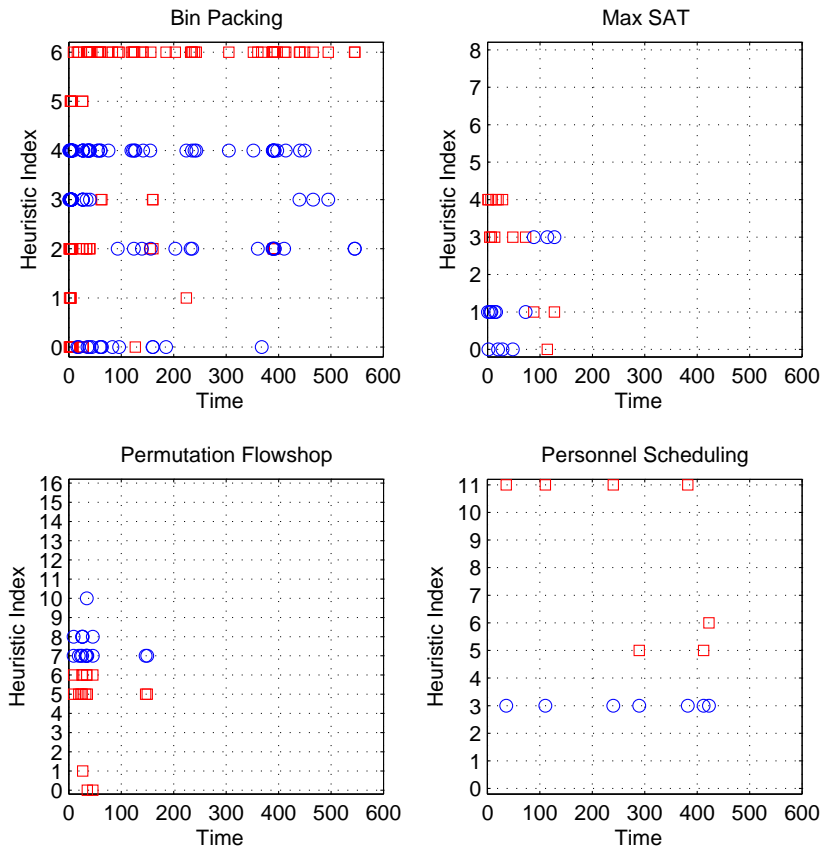 Bin Packing
6
5
4
3
2
1
0
Heuristic Index
0 100 200 300 400 500 600
Time
Max SAT
8
7
6
5
4
3
2
1
0
Heuristic Index
0 100 200 300 400 500 600
Time
Permutation Flowshop
16
15
14
13
12
11
10
9
8
7
6
5
4
3
2
1
0
Heuristic Index
0 100 200 300 400 500 600
Time
Personnel Scheduling
11
10
9
8
7
6
5
4
3
2
1
0
Heuristic Index
0 100 200 300 400 500 600
Time